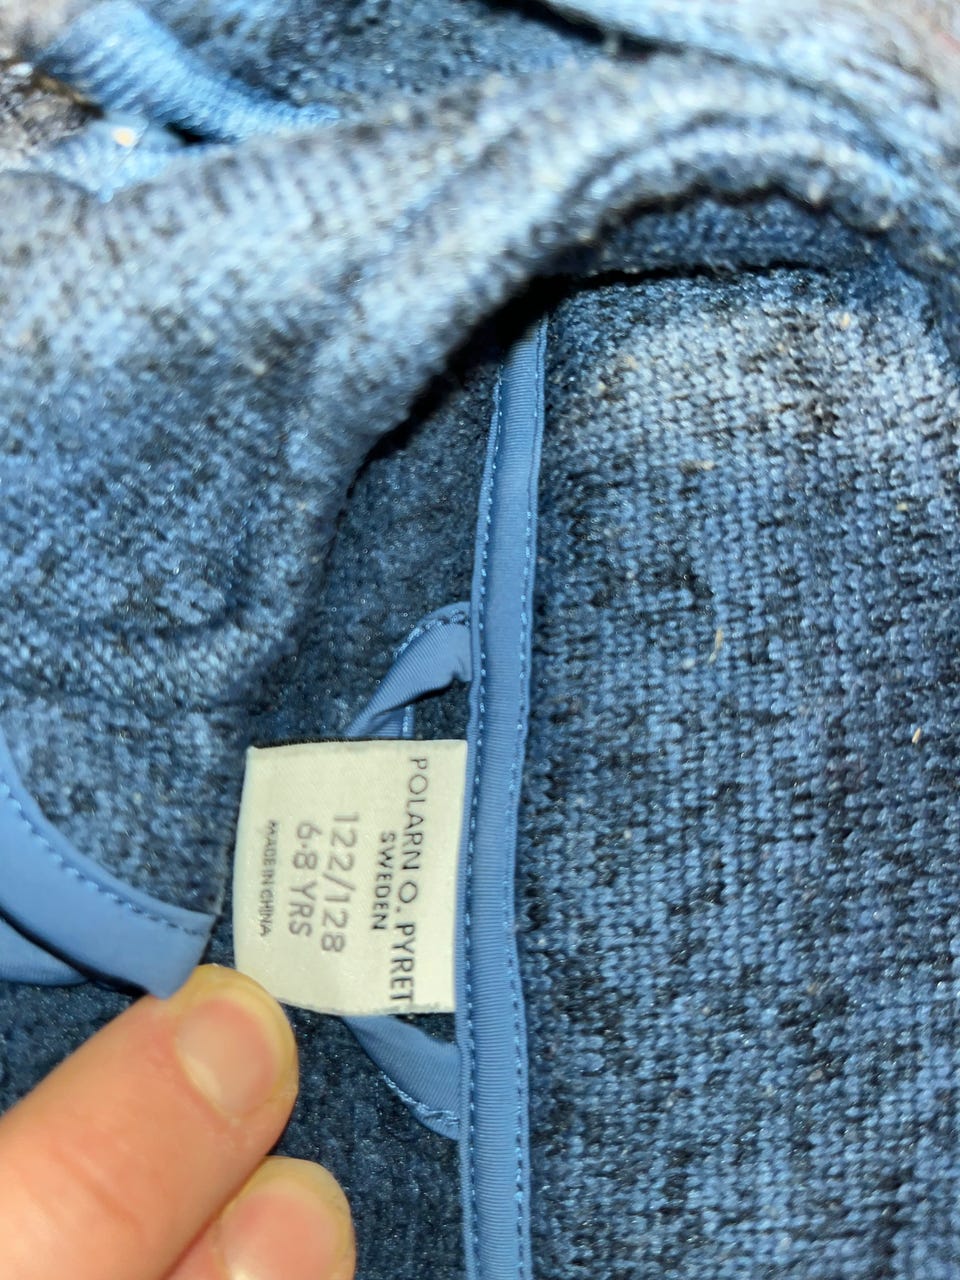 POLARN O. PYRET
SWEDEN
122/128
6-8 YRS
MADE IN CHINA